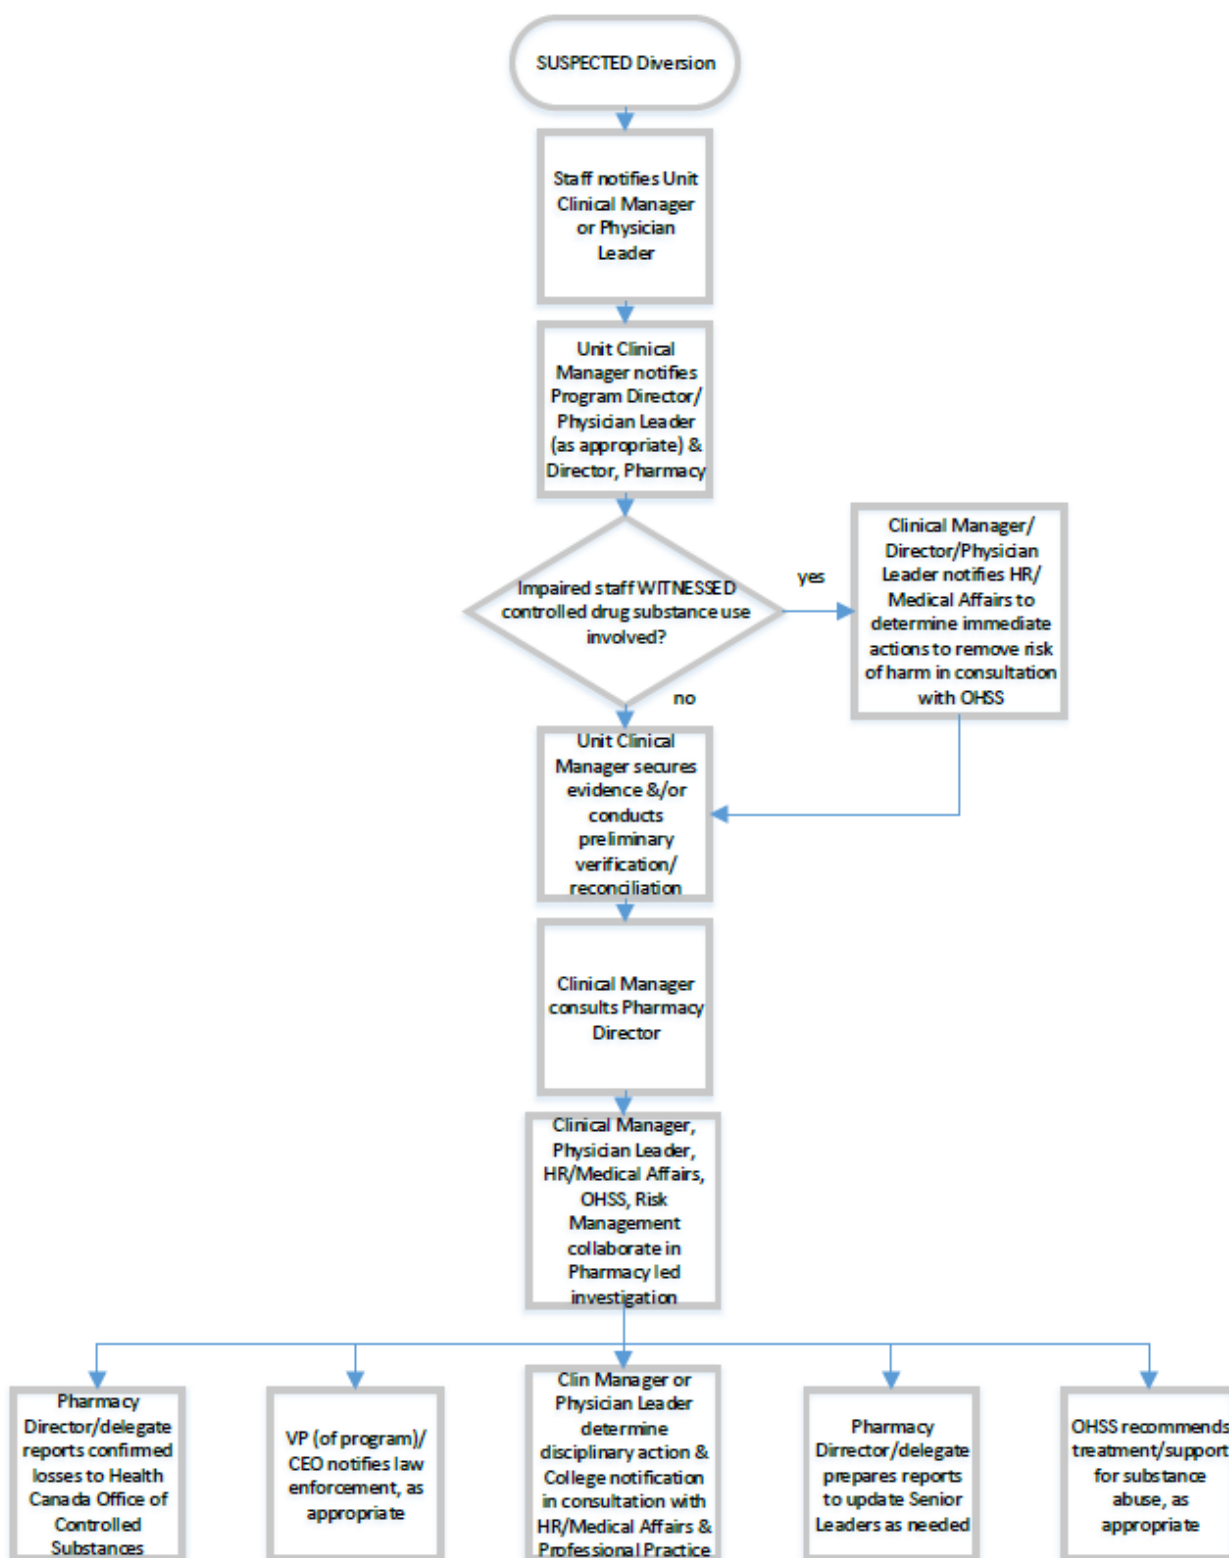 SUSPECTED Diversion
Staff notifies Unit
Clinical Manager
or Physician
Leader
Unit Clinical
Manager notifies
Program Director/
Physician Leader
(as appropriate) &
Director, Pharmacy
Impaired staff WITNESSED
controlled drug substance use
involved?
yes
Clinical Manager/
Director/Physician
Leader notifies HR/
Medical Affairs to
determine immediate
actions to remove risk
of harm in consultation
with OHSS
no
Unit Clinical
Manager secures
evidence &/or
conducts
preliminary
verification/
reconciliation
Clinical Manager
consults Pharmacy
Director
Clinical Manager,
Physician Leader,
HR/Medical Affairs,
OHSS, Risk
Management
collaborate in
Pharmacy led
investigation
Pharmacy
Director/delegate
reports confirmed
losses to Health
Canada Office of
Controlled
Substances
VP (of program)/
CEO notifies law
enforcement, as
appropriate
Clin Manager or
Physician Leader
determine
disciplinary action &
College notification
in consultation with
HR/Medical Affairs &
Professional Practice
Pharmacy
Dirrector/delegate
prepares reports
to update Senior
Leaders as needed
OHSS recommends
treatment/support
for substance
abuse, as
appropriate